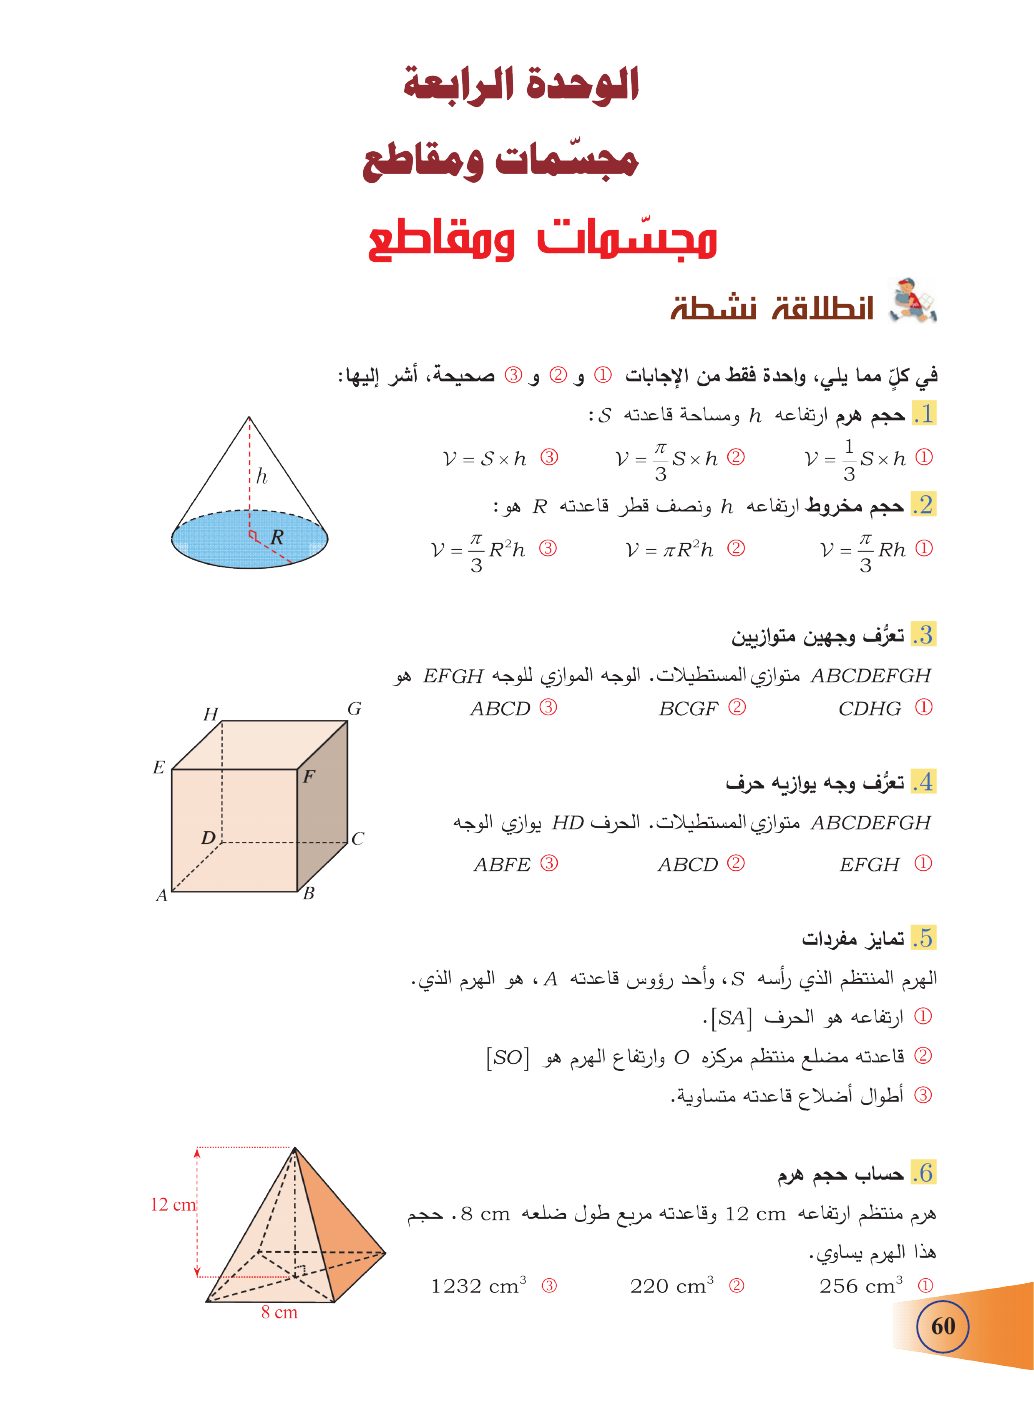 الوحدة الرابعة
مجسّمات ومقاطع
مجسّمات ومقاطع
انطلاقة نشطة
في كلٍّ مما يلي، واحدة فقط من الإجابات ① و ② و ③ صحيحة، أشر إليها:
1. حجم هرم ارتفاعه h ومساحة قاعدته S :
① V = 1/3 S × h ② V = π/3 S × h ③ V = S × h
h
R
2. حجم مخروط ارتفاعه h ونصف قطر قاعدته R هو:
① V = π/3 Rh ② V = πR²h ③ V = π/3 R²h
3. تعرُّف وجهين متوازيين
ABCDEFGH متوازي المستطيلات. الوجه الموازي للوجه EFGH هو
① CDHG ② BCGF ③ ABCD
H G
E F
D C
A B
4. تعرُّف وجه يوازيه حرف
ABCDEFGH متوازي المستطيلات. الحرف HD يوازي الوجه
① EFGH ② ABCD ③ ABFE
5. تمايز مفردات
الهرم المنتظم الذي رأسه S، وأحد رؤوس قاعدته A، هو الهرم الذي.
① ارتفاعه هو الحرف [SA].
② قاعدته مضلع منتظم مركزه O وارتفاع الهرم هو [SO]
③ أطوال أضلاع قاعدته متساوية.
6. حساب حجم هرم
هرم منتظم ارتفاعه 12 cm وقاعدته مربع طول ضلعه 8 cm. حجم
هذا الهرم يساوي.
① 256 cm³ ② 220 cm³ ③ 1232 cm³
12 cm
8 cm
60